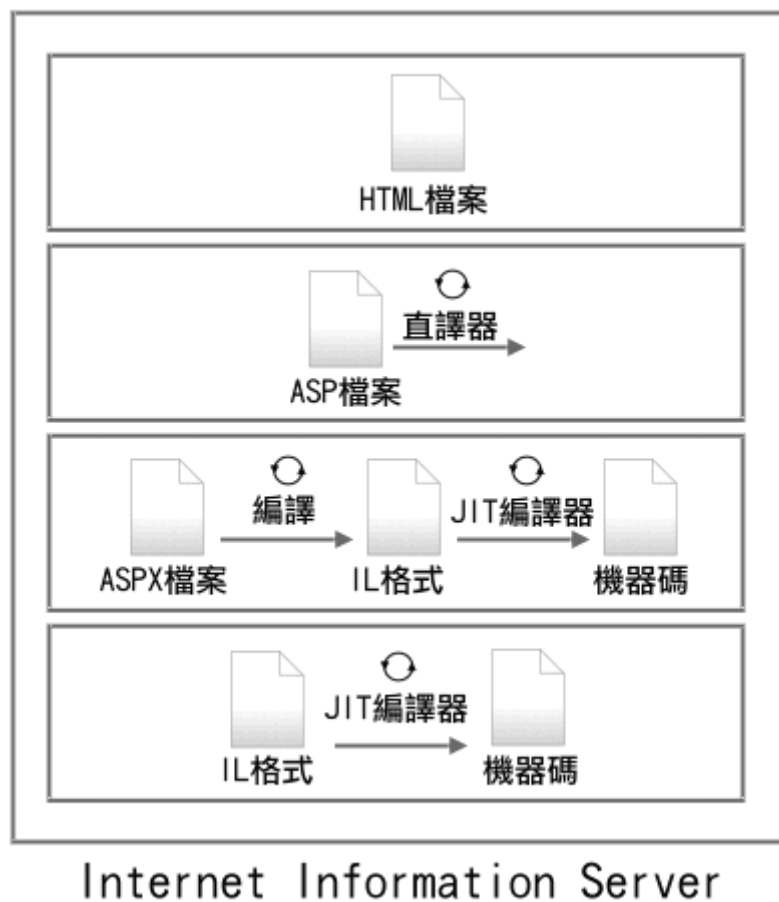 HTML檔案
直譯器
ASP檔案
編譯
JIT編譯器
ASPX檔案
IL格式
機器碼
JIT編譯器
IL格式
機器碼
Internet Information Server